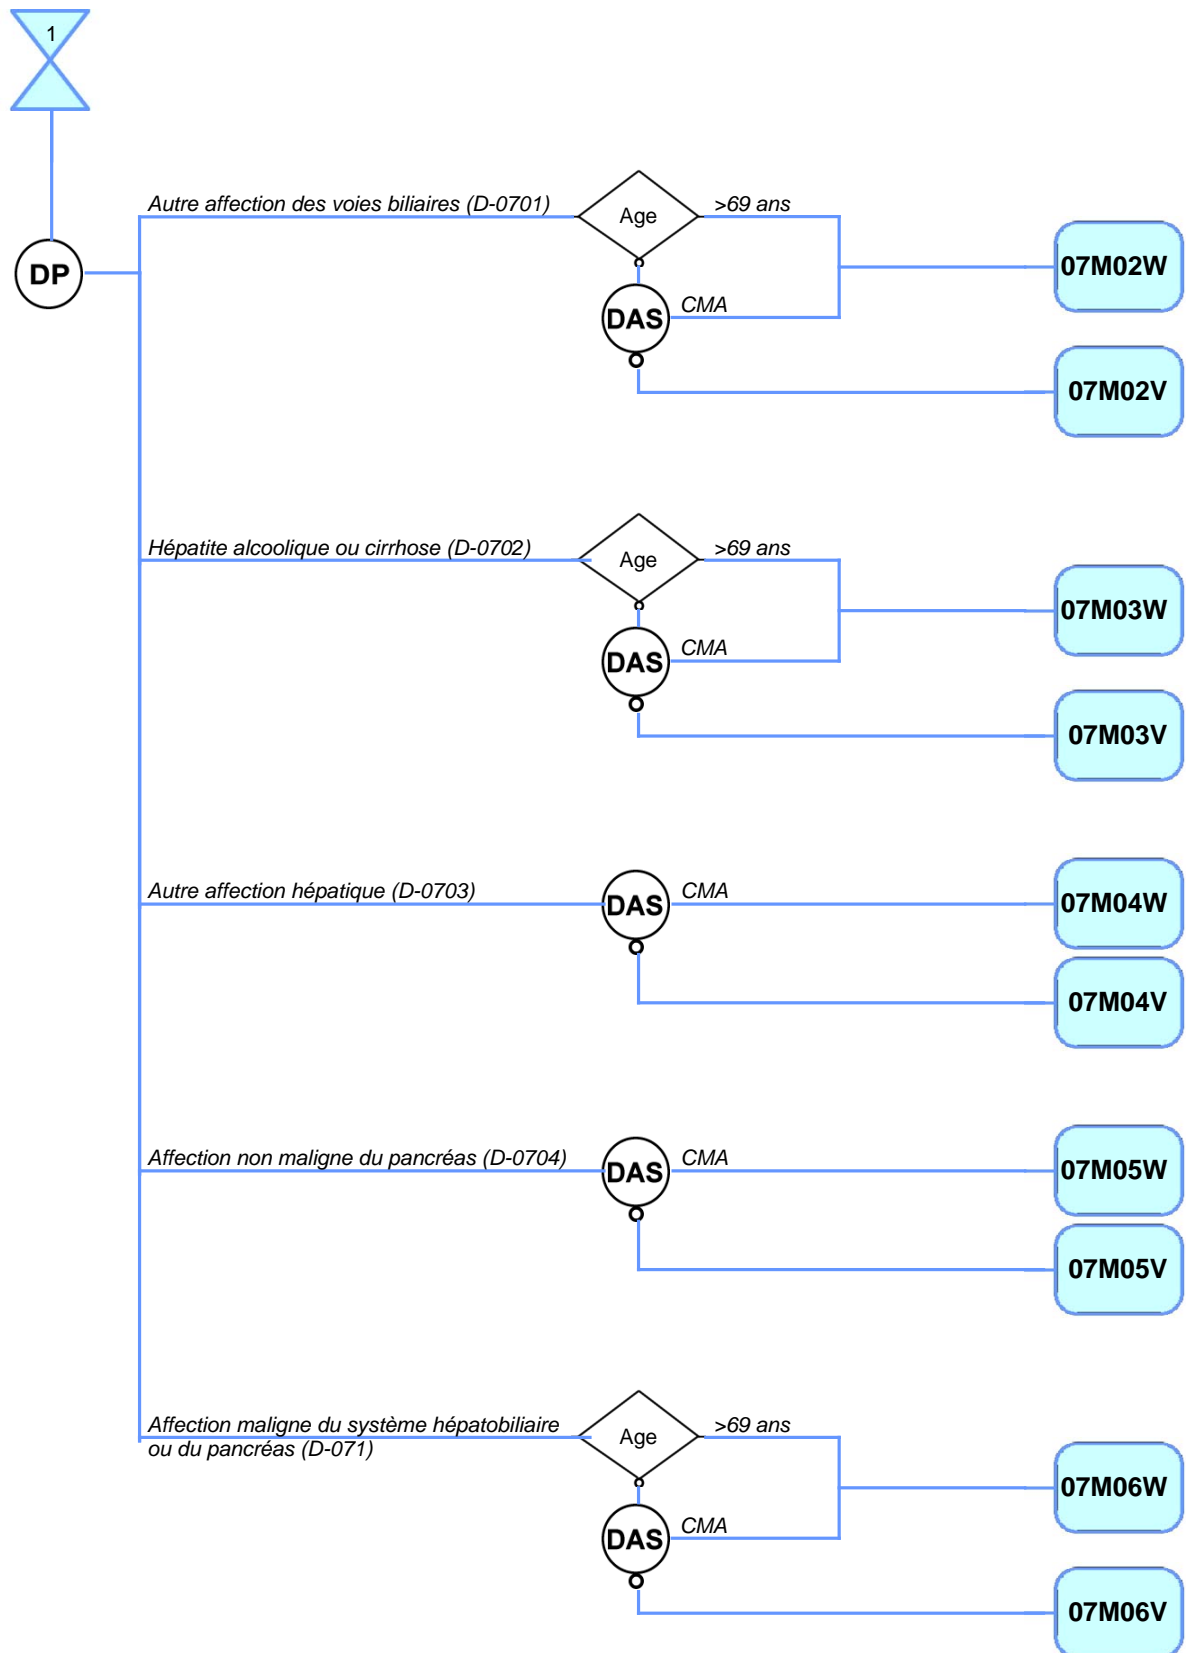 1
DP
Autre affection des voies biliaires (D-0701)
Age
>69 ans
07M02W
DAS
CMA
07M02V
Hépatite alcoolique ou cirrhose (D-0702)
Age
>69 ans
07M03W
DAS
CMA
07M03V
Autre affection hépatique (D-0703)
DAS
CMA
07M04W
07M04V
Affection non maligne du pancréas (D-0704)
DAS
CMA
07M05W
07M05V
Affection maligne du système hépatobiliaire
ou du pancréas (D-071)
Age
>69 ans
07M06W
DAS
CMA
07M06V